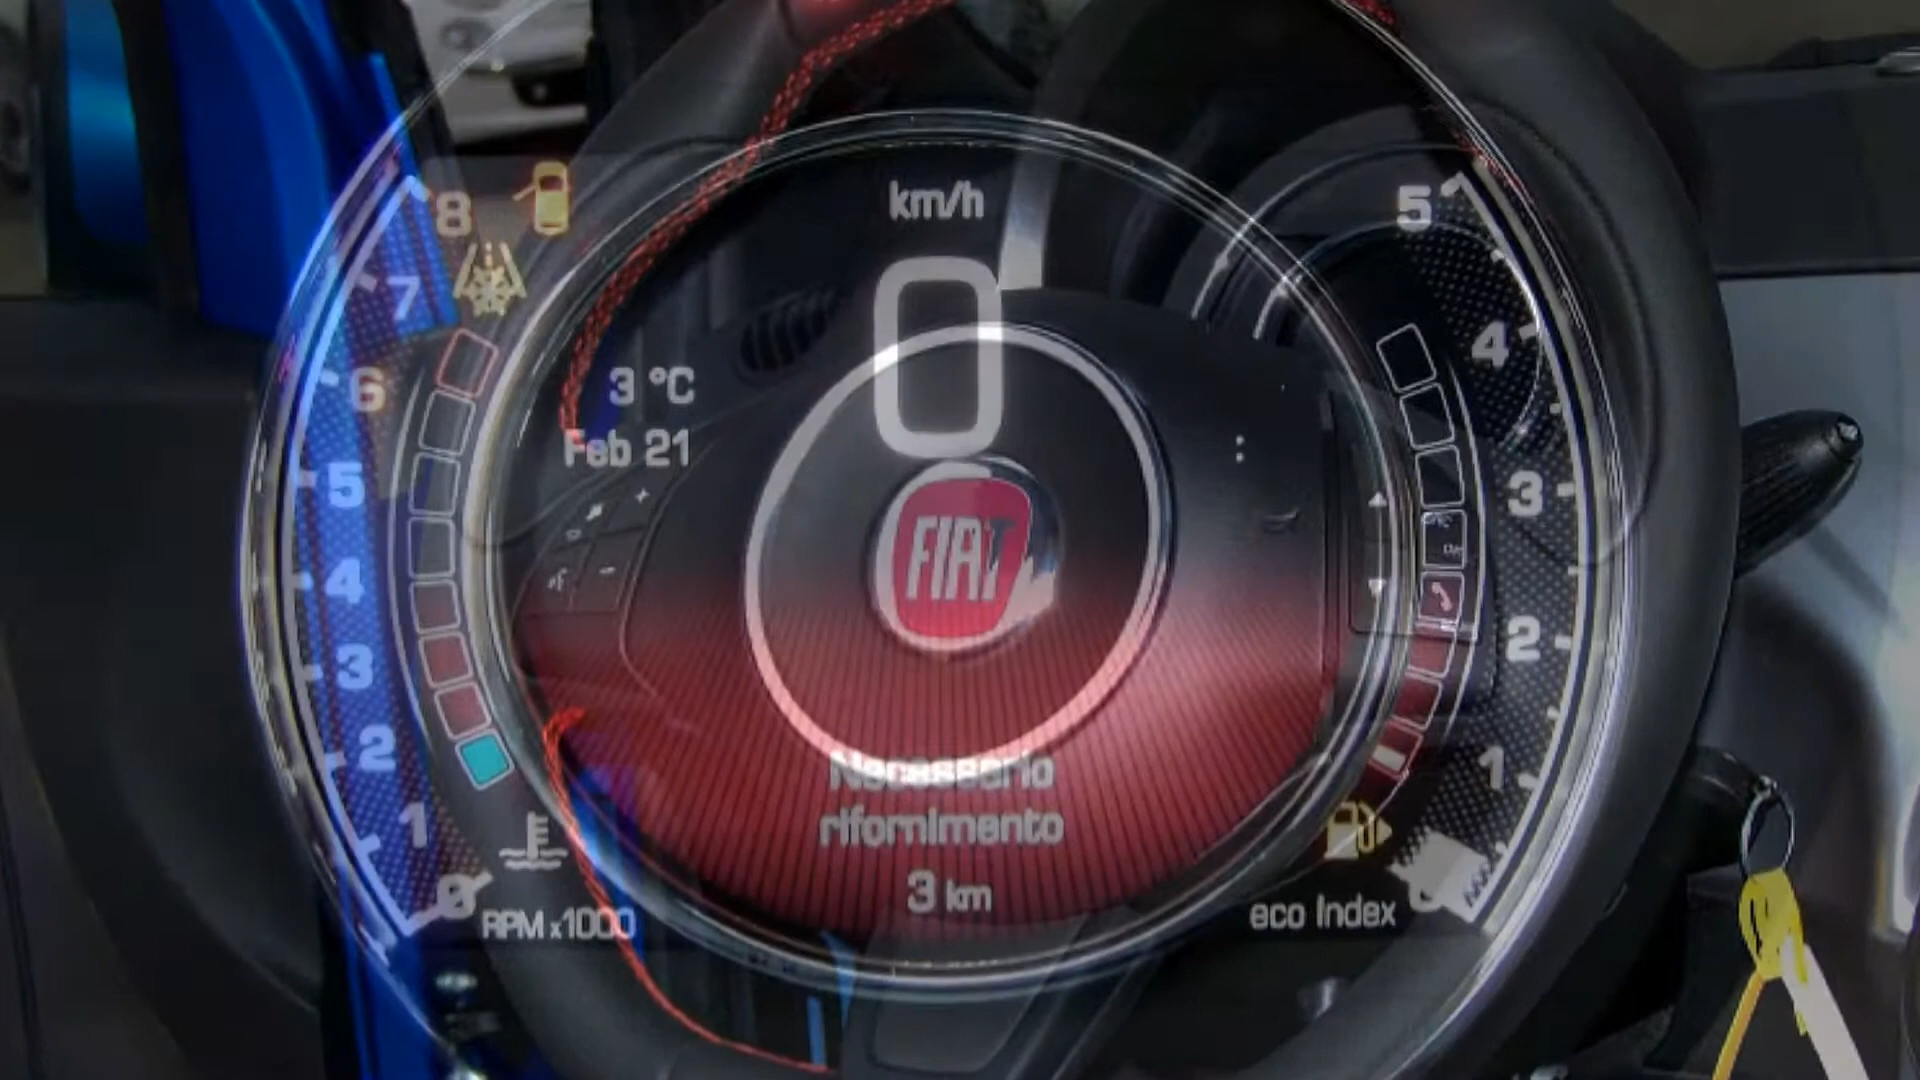 km/h
0
8
7
6
5
4
3
2
1
0
RPM x1000
3 °C
Feb 21
FIAT
Necessario
rifornimento
3 km
5
4
3
2
1
0
eco Index